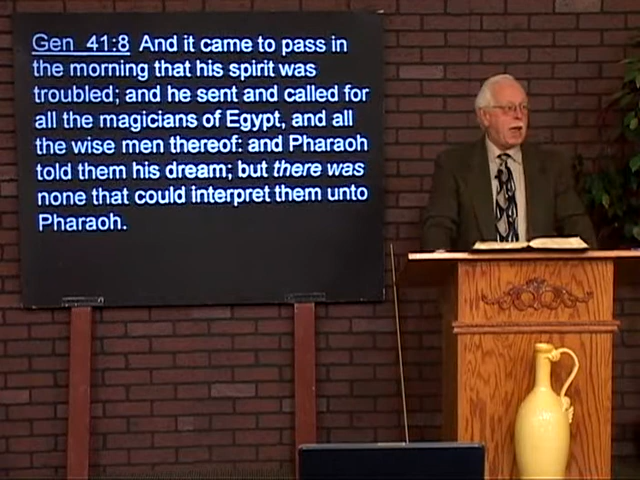 Gen 41:8 And it came to pass in
the morning that his spirit was
troubled; and he sent and called for
all the magicians of Egypt, and all
the wise men thereof: and Pharaoh
told them his dream; but there was
none that could interpret them unto
Pharaoh.